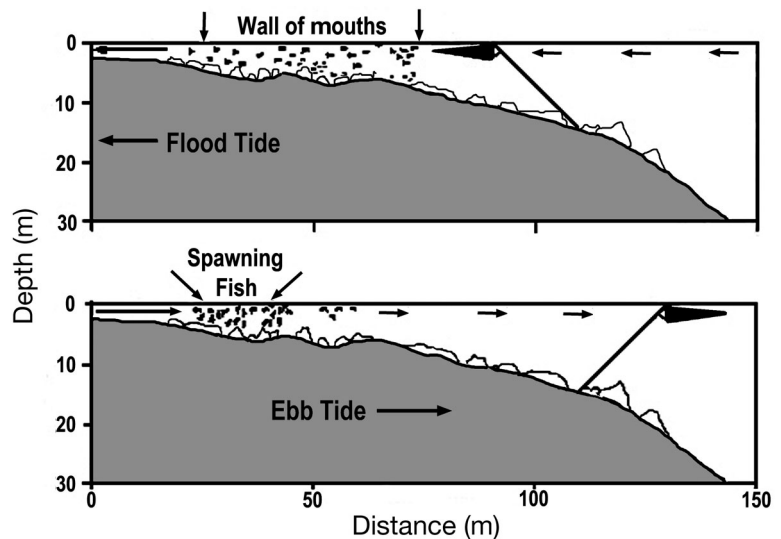 Wall of mouths
0
10
20
30
Flood Tide
Depth (m)
Spawning
Fish
0
10
20
30
Ebb Tide
0
50
100
150
Distance (m)